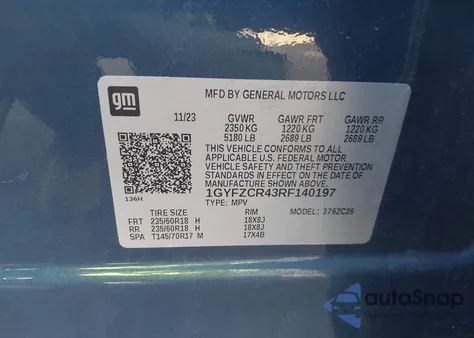 gm
MFD BY GENERAL MOTORS LLC
11/23 GVWR GAWR FRT GAWR RR
2350 KG 1220 KG 1220 KG
5180 LB 2689 LB 2689 LB
THIS VEHICLE CONFORMS TO ALL
APPLICABLE U.S. FEDERAL MOTOR
VEHICLE SAFETY AND THEFT PREVENTION
STANDARDS IN EFFECT ON THE DATE
OF MANUFACTURE SHOWN ABOVE.
1GYFZCR43RF140197
136H
TYPE: MPV MODEL: 376ZC26
TIRE SIZE RIM
FRT 235/60R18 H 18X8J
RR 235/60R18 H 18X8J
SPA T145/70R17 M 17X4B
autoSnap